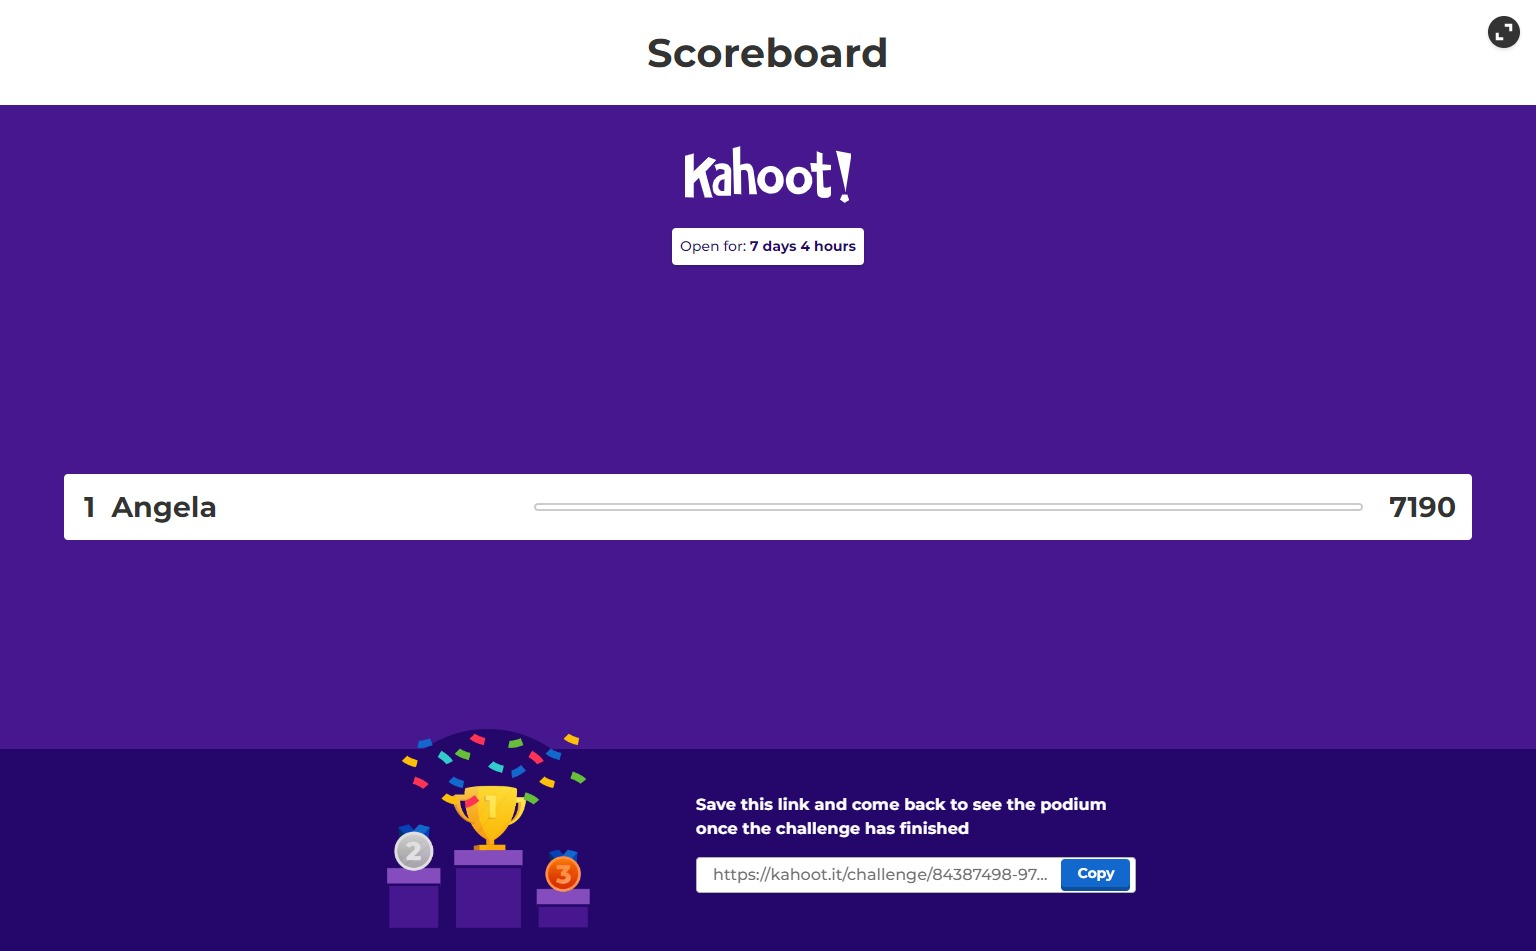 Scoreboard
Kahoot!
Open for: 7 days 4 hours
1 Angela 7190
1
2
3
Save this link and come back to see the podium
once the challenge has finished
https://kahoot.it/challenge/84387498-97... Copy